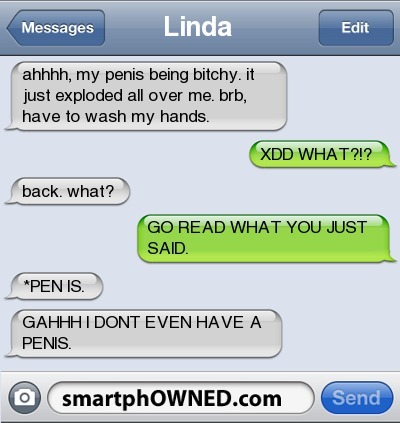 Messages
Linda
Edit
ahhhh, my penis being bitchy. it
just exploded all over me. brb,
have to wash my hands.
XDD WHAT?!?
back. what?
GO READ WHAT YOU JUST
SAID.
*PEN IS.
GAHHH I DONT EVEN HAVE A
PENIS.
smartphOWNED.com
Send